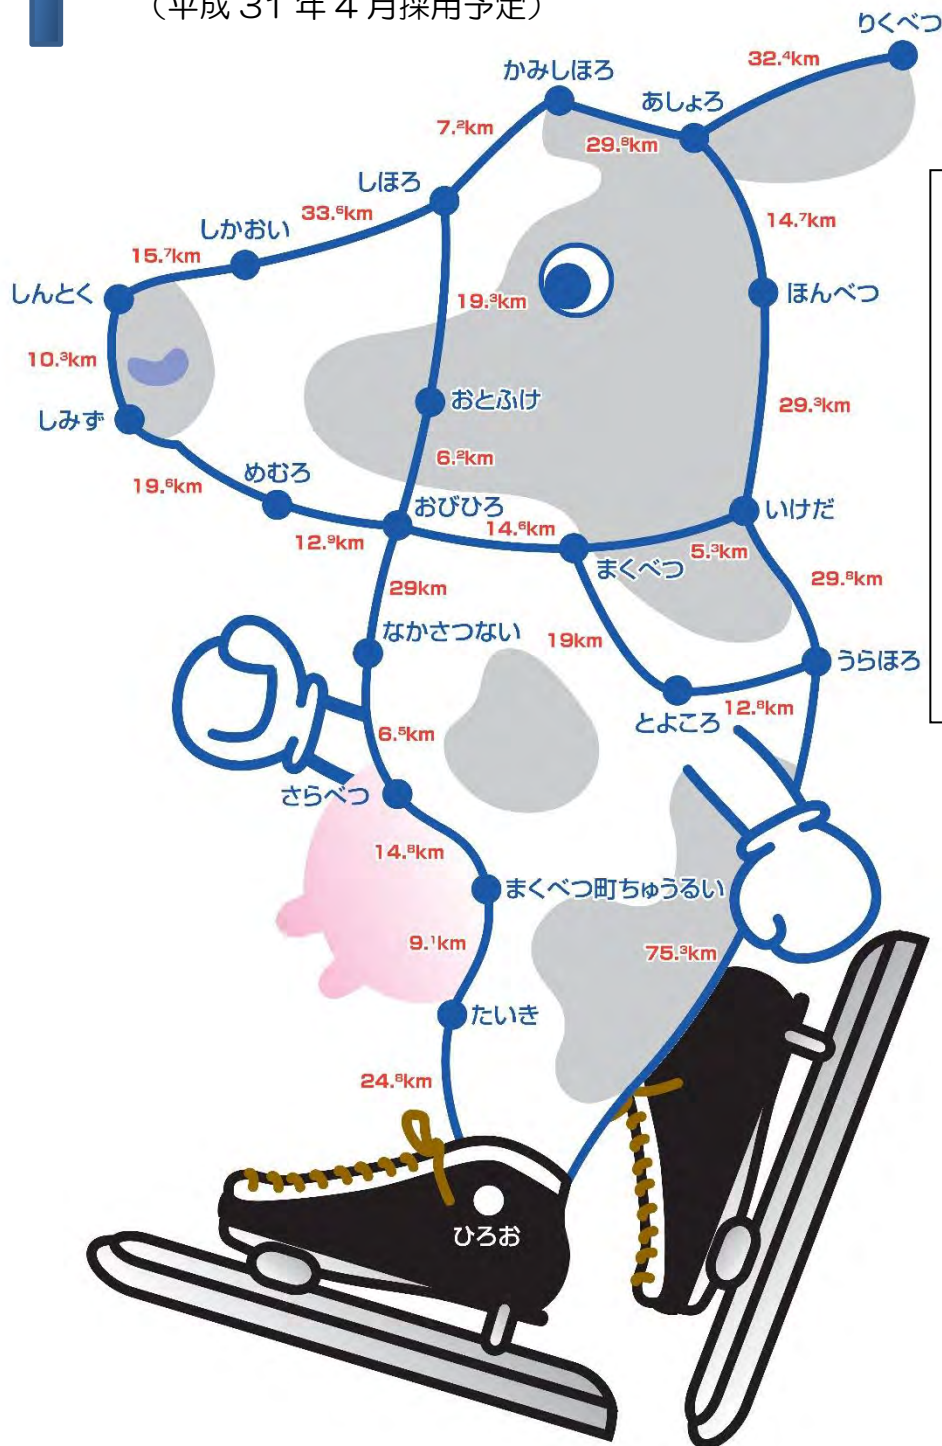 （平成 31 年 4 月採用予定）
りくべつ
32.4km
かみしほろ
あしょろ
7.2km
29.8km
しほろ
33.6km
しかおい
14.7km
15.7km
しんとく
19.3km
ほんべつ
10.3km
おとふけ
29.3km
しみず
6.2km
めむろ
19.6km
おびひろ
いけだ
14.6km
12.9km
5.3km
まくべつ
29km
29.8km
なかさつない
19km
うらほろ
12.8km
とよころ
6.5km
さらべつ
14.8km
まくべつ町ちゅうるい
9.1km
75.3km
たいき
24.8km
ひろお